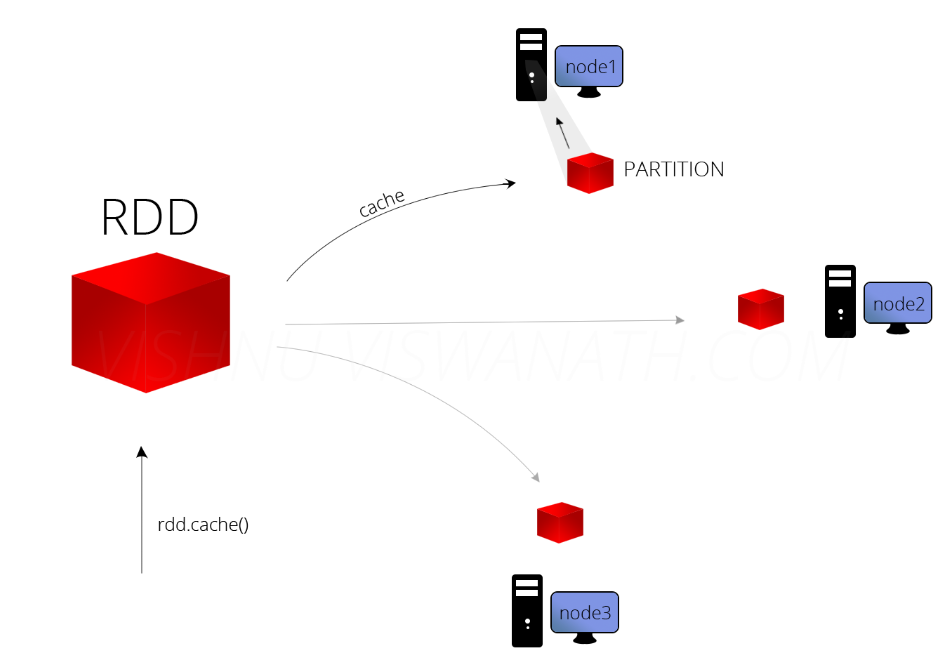 node1
PARTITION
cache
RDD
node2
VISHNU VISWANATH.COM
rdd.cache()
node3